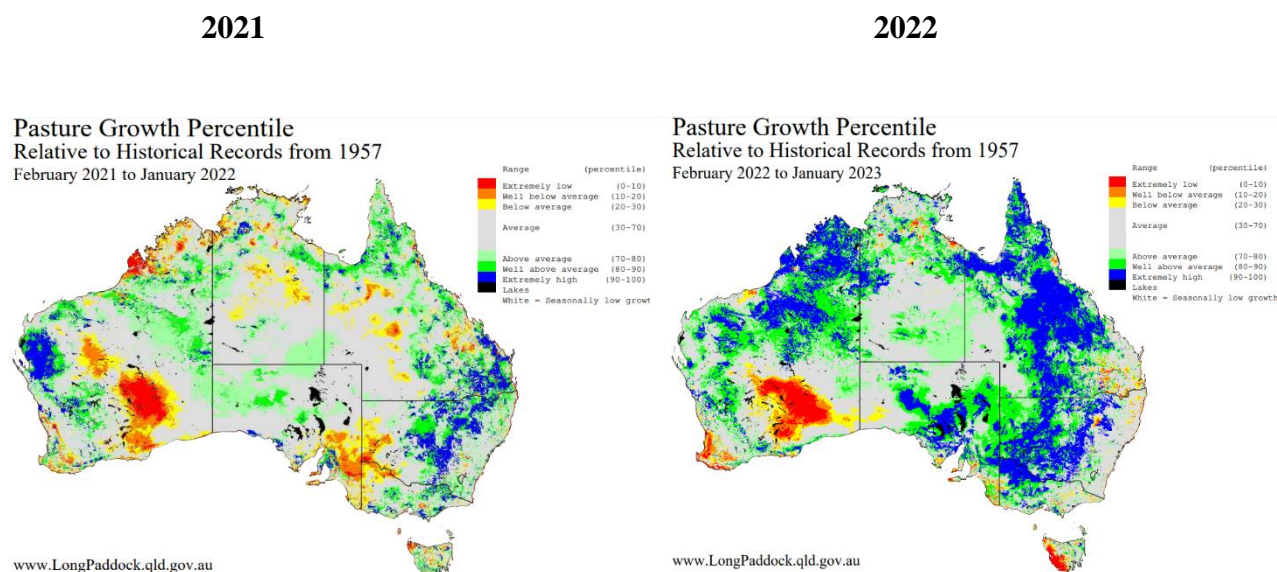 2021
2022
Pasture Growth Percentile
Relative to Historical Records from 1957
February 2021 to January 2022
Range (percentile)
Extremely low (0-10)
Well below average (10-20)
Below average (20-30)
Average (30-70)
Above average (70-80)
Well above average (80-90)
Extremely high (90-100)
Lakes
White = Seasonally low growt
www.LongPaddock.qld.gov.au
Pasture Growth Percentile
Relative to Historical Records from 1957
February 2022 to January 2023
Range (percentile)
Extremely low (0-10)
Well below average (10-20)
Below average (20-30)
Average (30-70)
Above average (70-80)
Well above average (80-90)
Extremely high (90-100)
Lakes
White = Seasonally low growth
www.LongPaddock.qld.gov.au